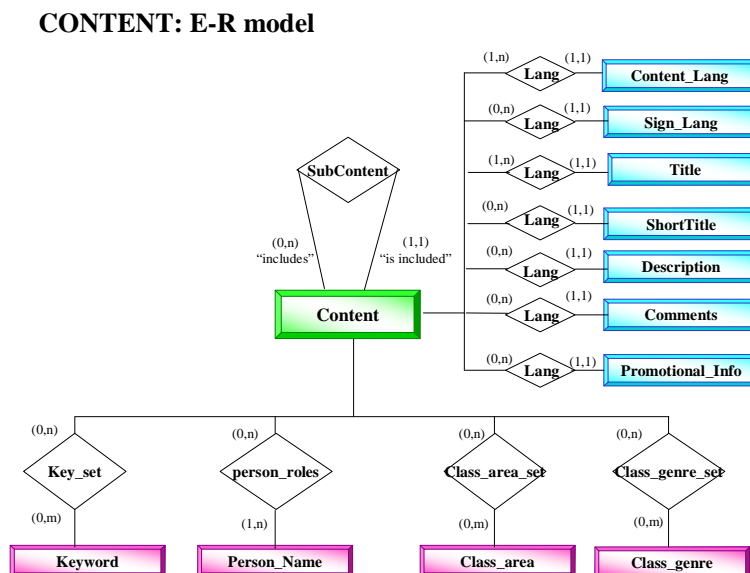 CONTENT: E-R model
(1,n) Lang (1,1) Content_Lang
(0,n) Lang (1,1) Sign_Lang
SubContent
(1,n) Lang (1,1) Title
(0,n) Lang (1,1) ShortTitle
(0,n) (1,1)
“includes” “is included”
(0,n) Lang (1,1) Description
Content
(0,n) Lang (1,1) Comments
(0,n) Lang (1,1) Promotional_Info
(0,n) (0,n) (0,n) (0,n)
Key_set person_roles Class_area_set Class_genre_set
(0,m) (1,n) (0,m) (0,m)
Keyword Person_Name Class_area Class_genre